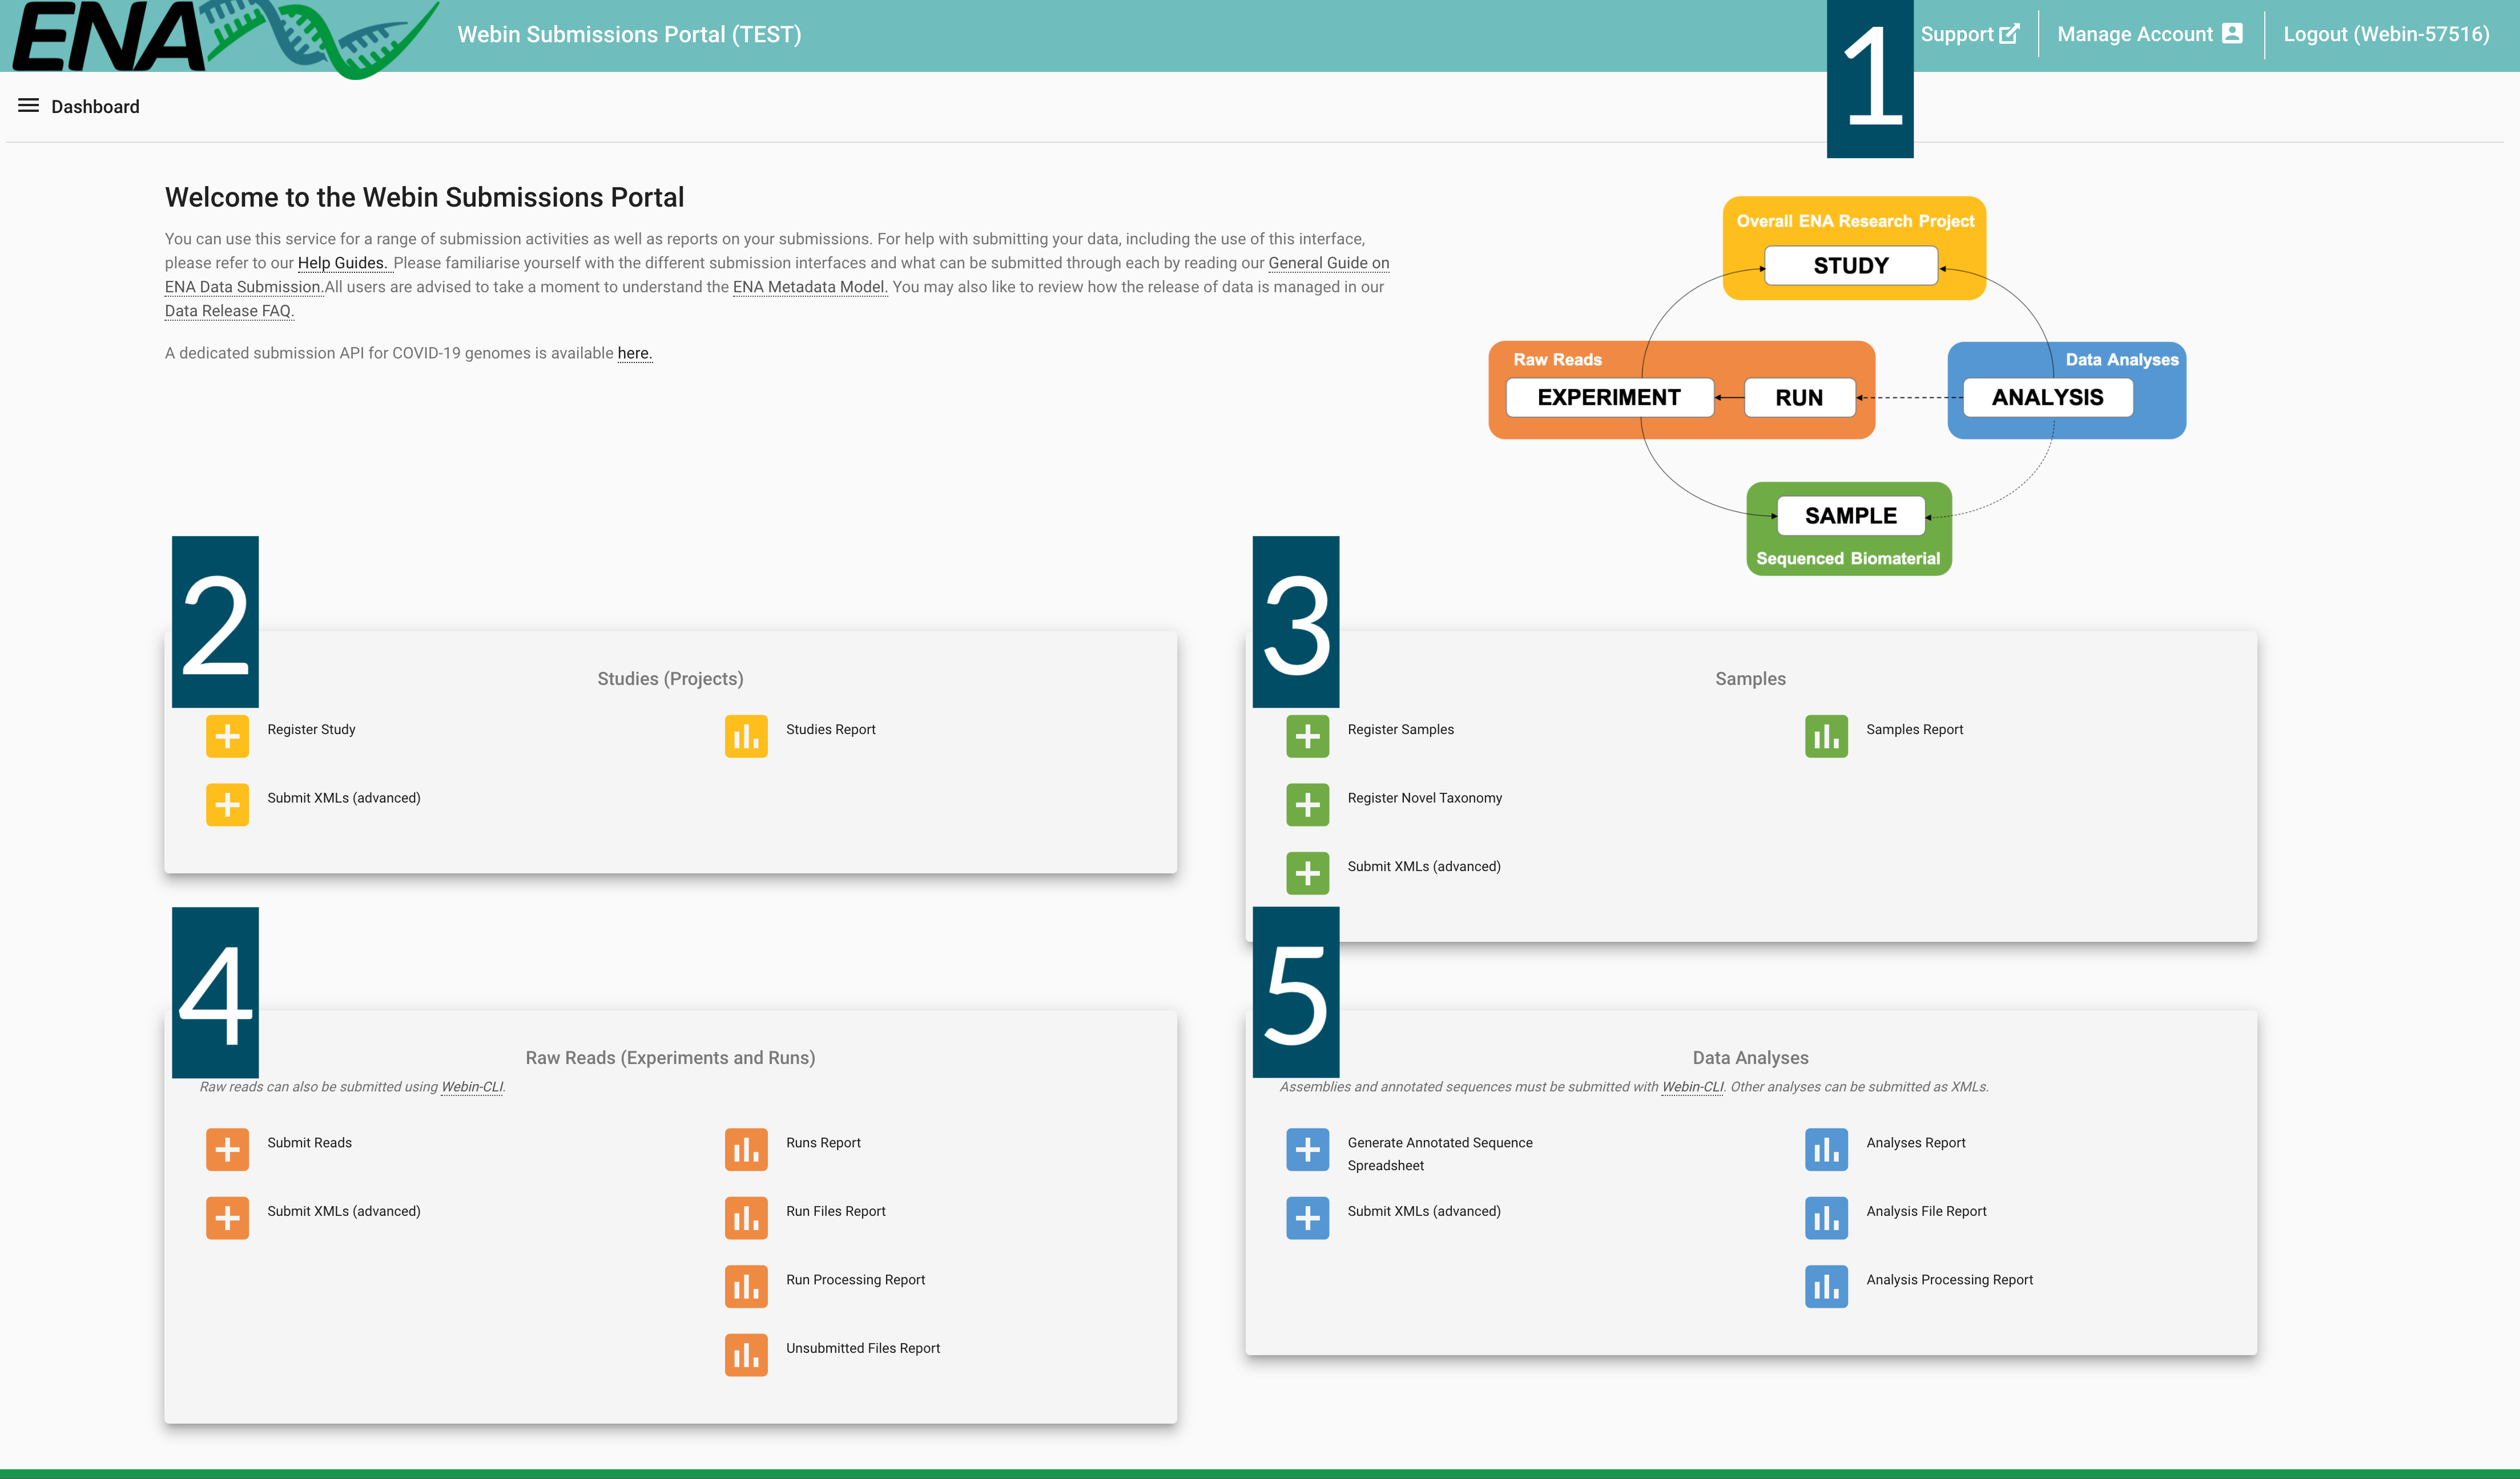 ENA
Webin Submissions Portal (TEST)
1
Support
Manage Account
Logout (Webin-57516)
Dashboard
Welcome to the Webin Submissions Portal
You can use this service for a range of submission activities as well as reports on your submissions. For help with submitting your data, including the use of this interface,
please refer to our Help Guides. Please familiarise yourself with the different submission interfaces and what can be submitted through each by reading our General Guide on
ENA Data Submission.All users are advised to take a moment to understand the ENA Metadata Model. You may also like to review how the release of data is managed in our
Data Release FAQ.
A dedicated submission API for COVID-19 genomes is available here.
Overall ENA Research Project
STUDY
Raw Reads
EXPERIMENT
RUN
Data Analyses
ANALYSIS
SAMPLE
Sequenced Biomaterial
2
Studies (Projects)
Register Study
Studies Report
Submit XMLs (advanced)
3
Samples
Register Samples
Samples Report
Register Novel Taxonomy
Submit XMLs (advanced)
4
Raw Reads (Experiments and Runs)
Raw reads can also be submitted using Webin-CLI.
Submit Reads
Runs Report
Submit XMLs (advanced)
Run Files Report
Run Processing Report
Unsubmitted Files Report
5
Data Analyses
Assemblies and annotated sequences must be submitted with Webin-CLI. Other analyses can be submitted as XMLs.
Generate Annotated Sequence
Spreadsheet
Analyses Report
Submit XMLs (advanced)
Analysis File Report
Analysis Processing Report